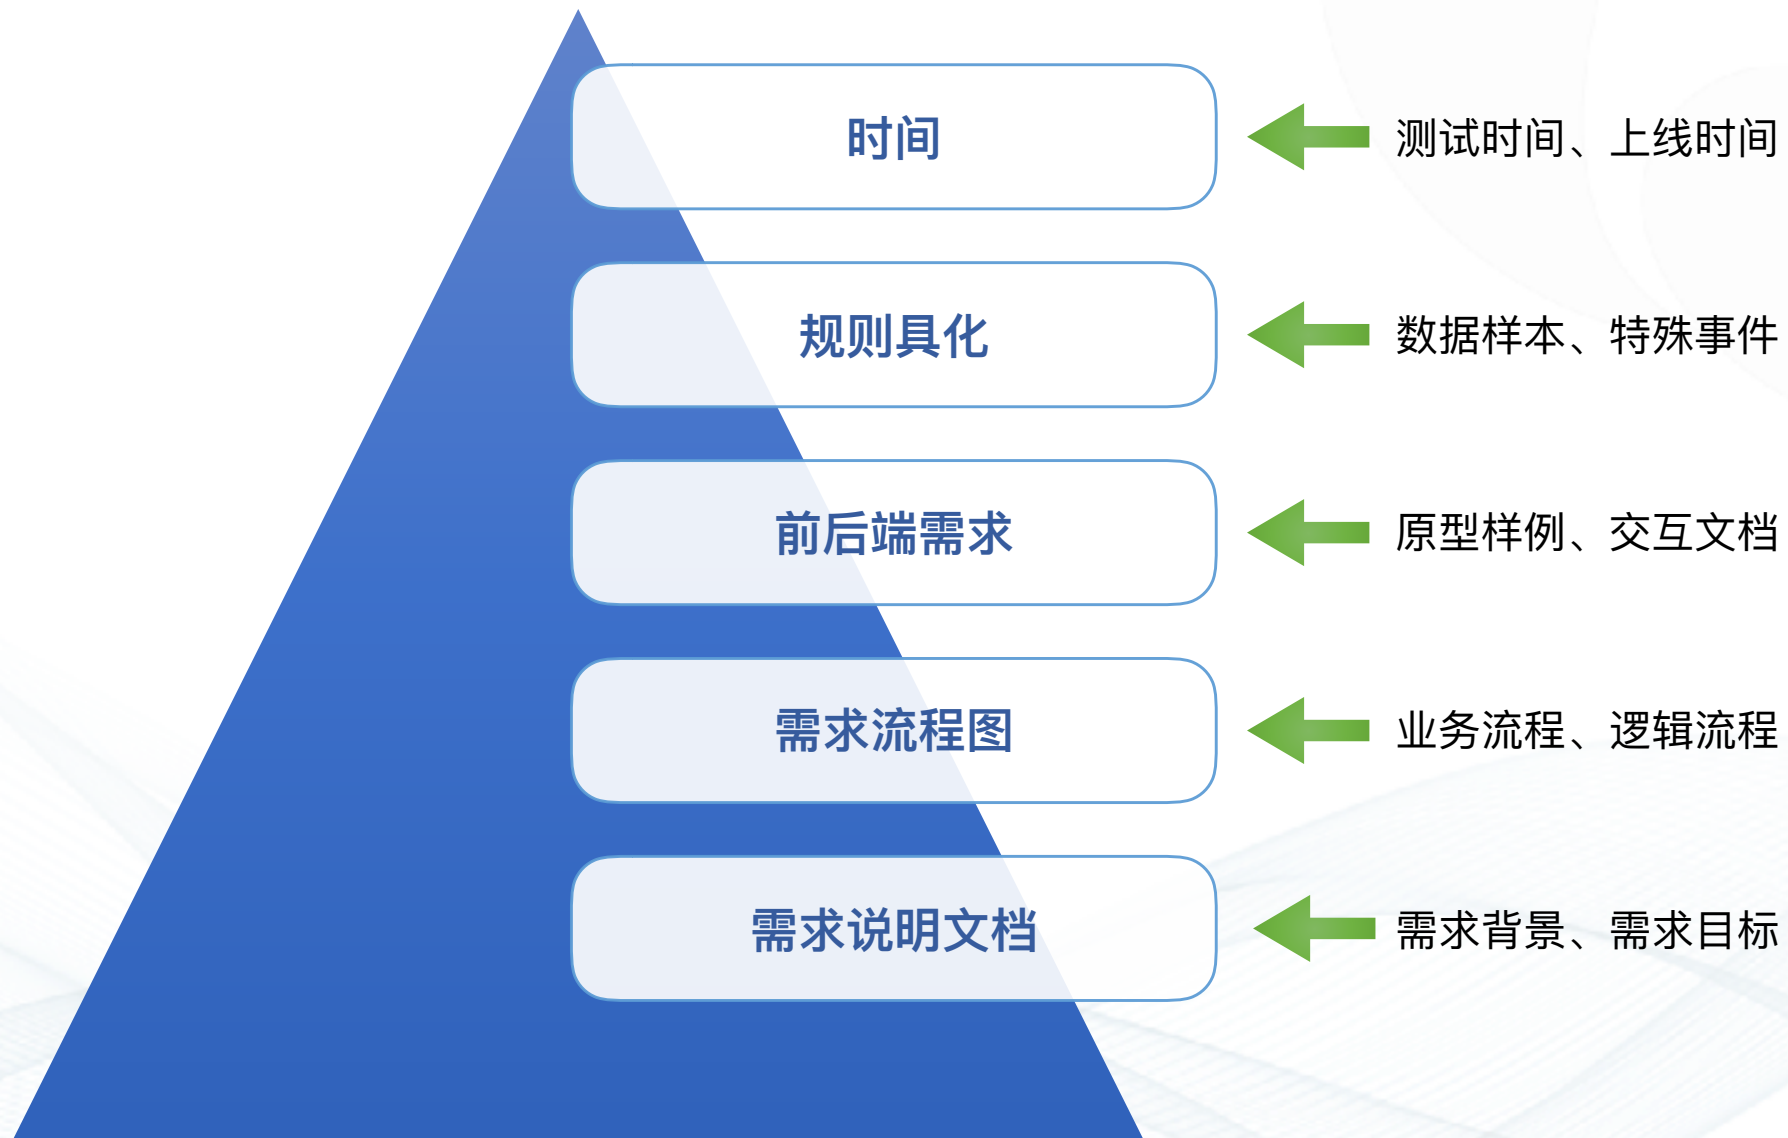 时间
测试时间、上线时间
规则具化
数据样本、特殊事件
前后端需求
原型样例、交互文档
需求流程图
业务流程、逻辑流程
需求说明文档
需求背景、需求目标